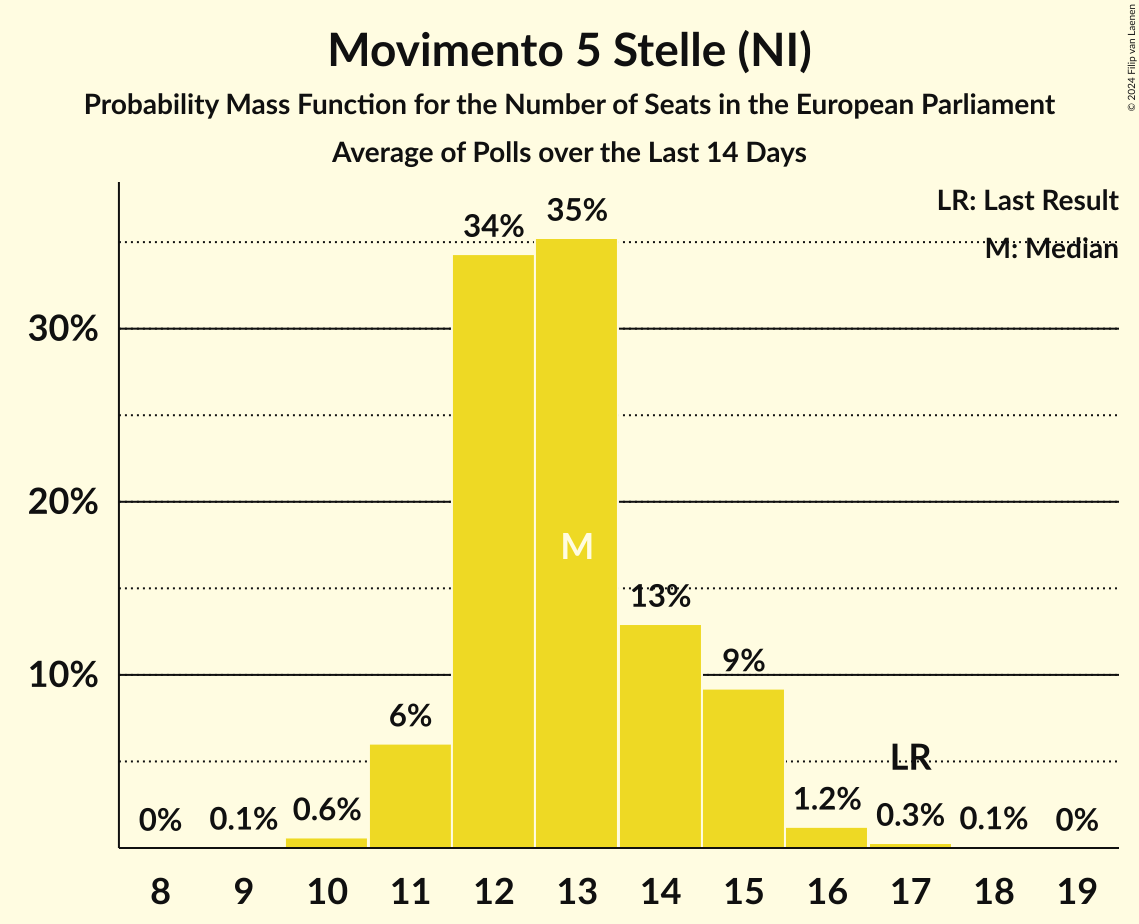 Movimento 5 Stelle (NI)
Probability Mass Function for the Number of Seats in the European Parliament
Average of Polls over the Last 14 Days
© 2024 Filip van Laenen
LR: Last Result
M: Median
30%
20%
10%
0%
0.1%
0.6%
6%
34%
35%
13%
9%
1.2%
0.3%
0.1%
0%
M
LR
8 9 10 11 12 13 14 15 16 17 18 19